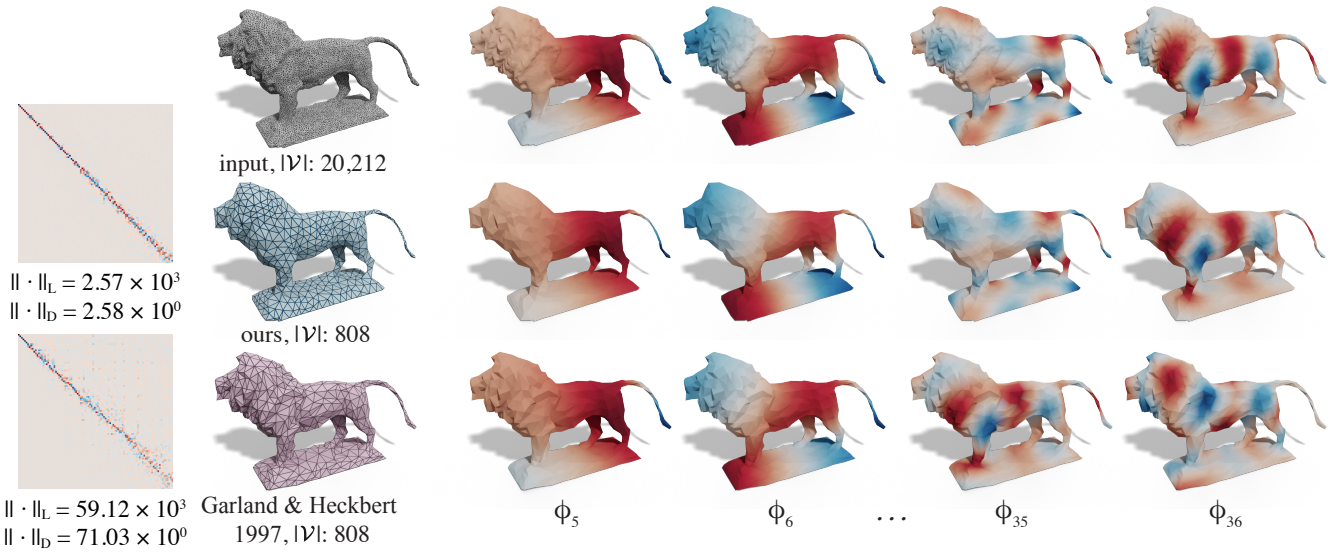 input, |𝒱|: 20,212
‖ · ‖L = 2.57 × 10³
‖ · ‖D = 2.58 × 10⁰
ours, |𝒱|: 808
‖ · ‖L = 59.12 × 10³
‖ · ‖D = 71.03 × 10⁰
Garland & Heckbert
1997, |𝒱|: 808
ϕ₅ ϕ₆ ... ϕ₃₅ ϕ₃₆